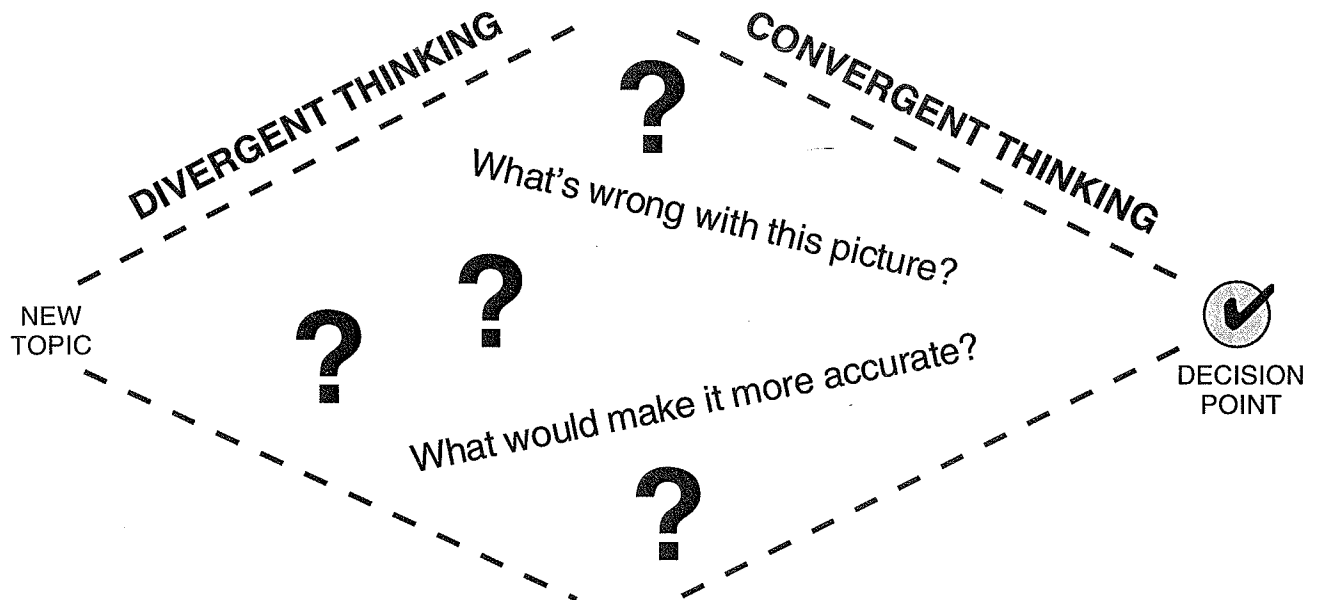 DIVERGENT THINKING
CONVERGENT THINKING
?
What's wrong with this picture?
?
?
NEW
TOPIC
What would make it more accurate?
?
DECISION
POINT